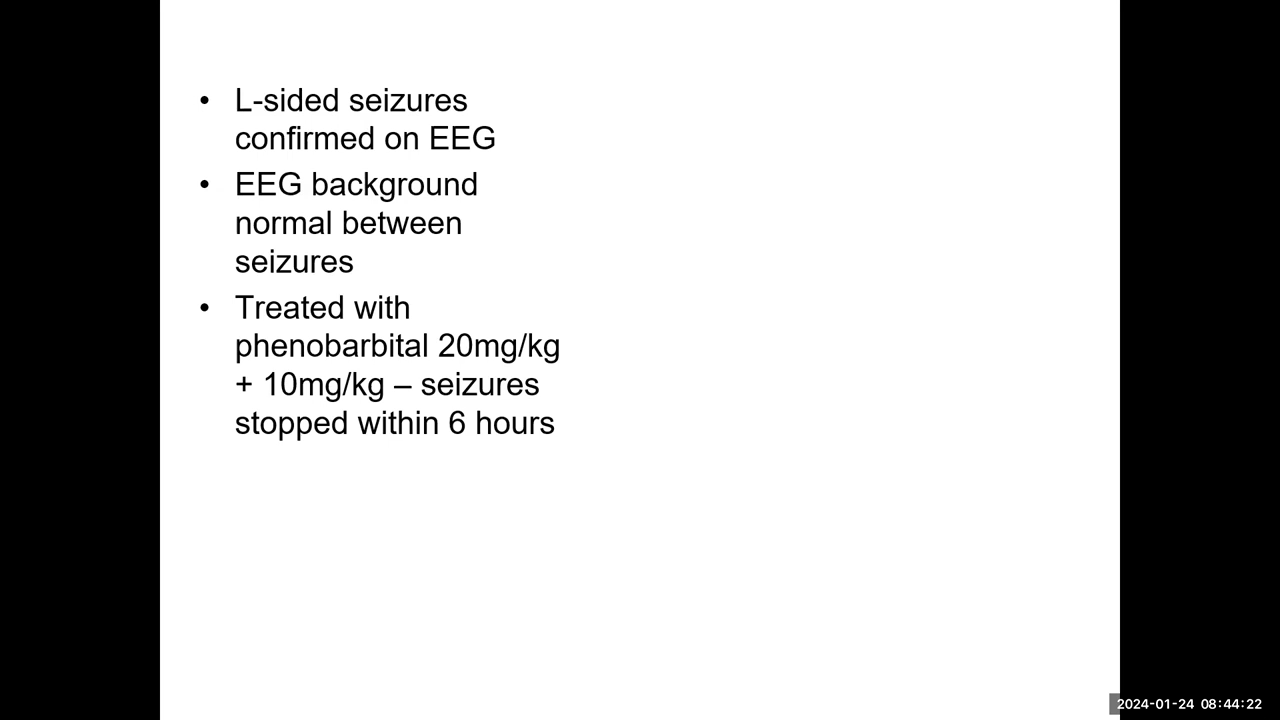 • L-sided seizures
confirmed on EEG
• EEG background
normal between
seizures
• Treated with
phenobarbital 20mg/kg
+ 10mg/kg – seizures
stopped within 6 hours
2024-01-24 08:44:22